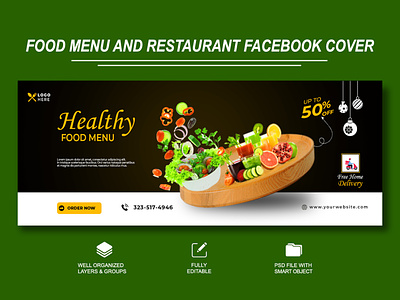 FOOD MENU AND RESTAURANT FACEBOOK COVER
LOGO
HERE
Healthy
FOOD MENU
UP TO
50%
OFF
Free Home
Delivery
ORDER NOW
323-517-4946
www.yourwebsite.com
WELL ORGANIZED
LAYERS & GROUPS
FULLY
EDITABLE
PSD FILE WITH
SMART OBJECT